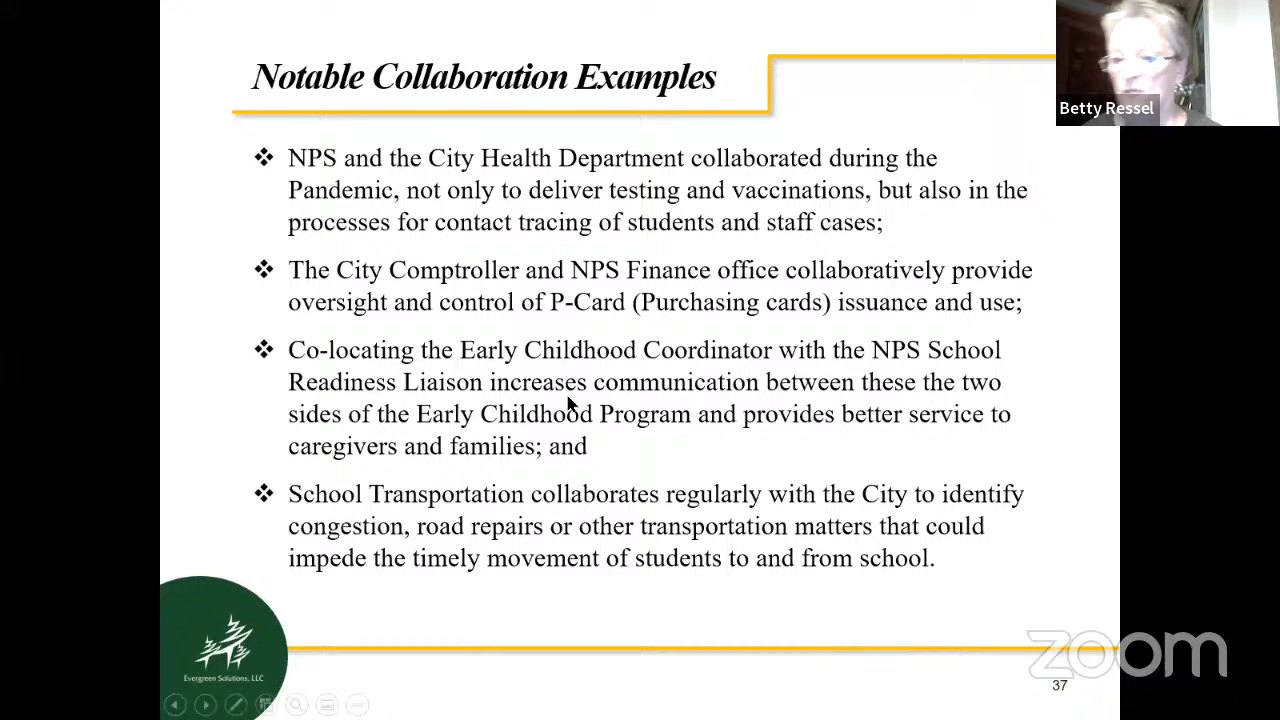 Notable Collaboration Examples
Betty Ressel
❖ NPS and the City Health Department collaborated during the
Pandemic, not only to deliver testing and vaccinations, but also in the
processes for contact tracing of students and staff cases;
❖ The City Comptroller and NPS Finance office collaboratively provide
oversight and control of P-Card (Purchasing cards) issuance and use;
❖ Co-locating the Early Childhood Coordinator with the NPS School
Readiness Liaison increases communication between these the two
sides of the Early Childhood Program and provides better service to
caregivers and families; and
❖ School Transportation collaborates regularly with the City to identify
congestion, road repairs or other transportation matters that could
impede the timely movement of students to and from school.
Evergreen Solutions, LLC
zoom
37